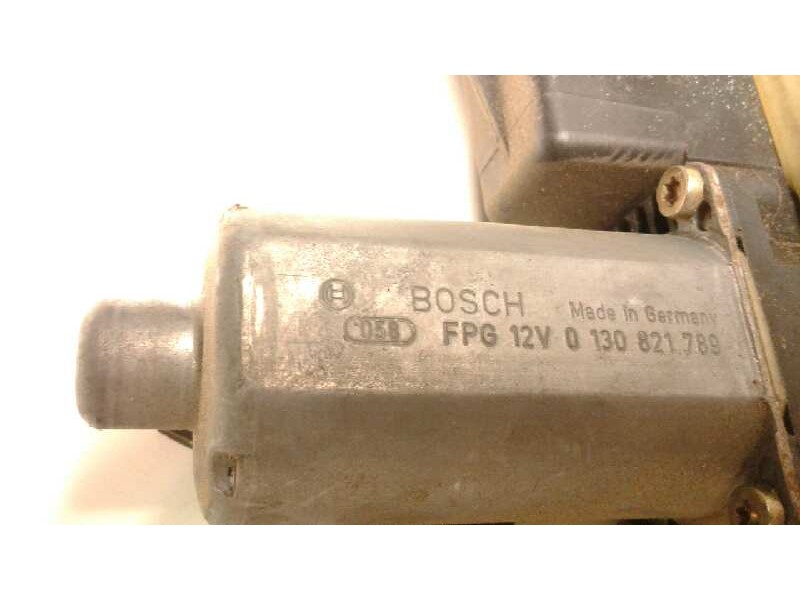 BOSCH Made in Germany
058 FPG 12V 0 130 821 789